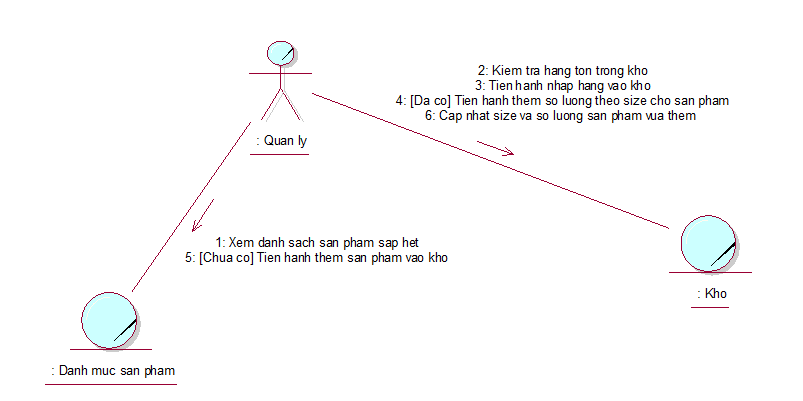 2: Kiem tra hang ton trong kho
3: Tien hanh nhap hang vao kho
4: [Da co] Tien hanh them so luong theo size cho san pham
6: Cap nhat size va so luong san pham vua them
: Quan ly
1: Xem danh sach san pham sap het
5: [Chua co] Tien hanh them san pham vao kho
: Kho
: Danh muc san pham